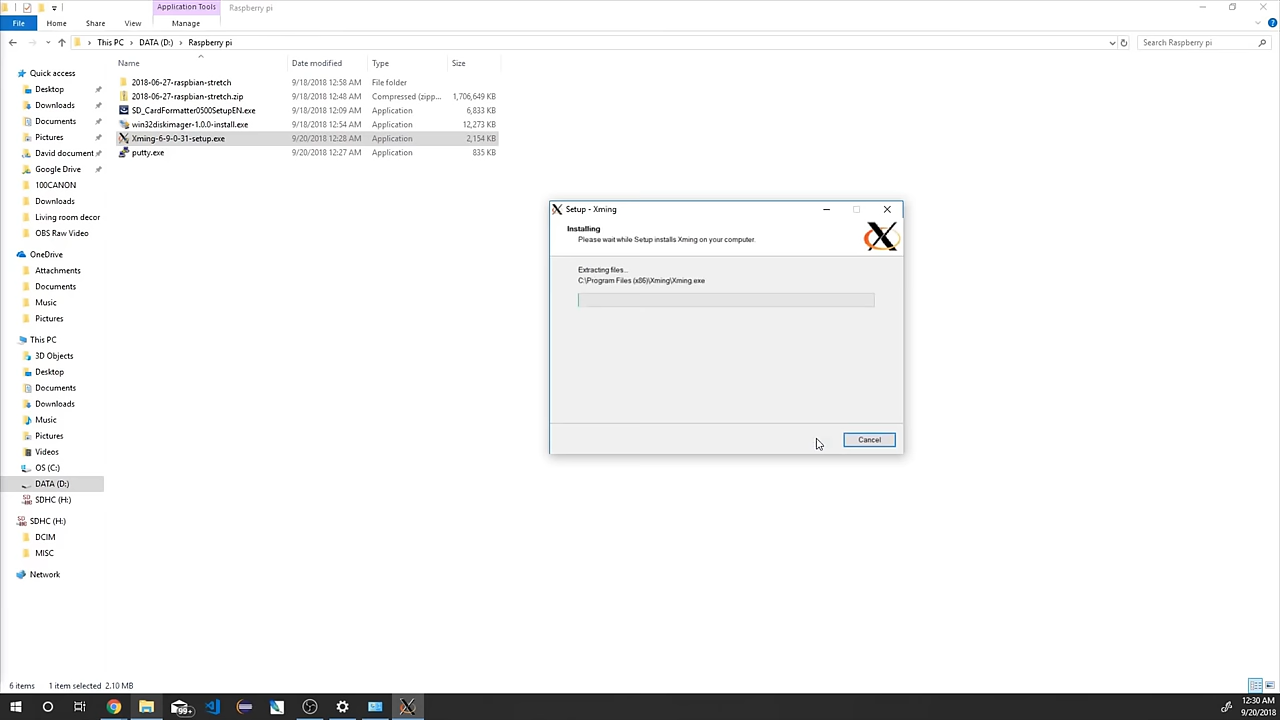 Application Tools
Raspberry pi
File
Home
Share
View
Manage
This PC
DATA (D:)
Raspberry pi
Search Raspberry pi
Name
Date modified
Type
Size
2018-06-27-raspbian-stretch
9/18/2018 12:58 AM
File folder
2018-06-27-raspbian-stretch.zip
9/18/2018 12:48 AM
Compressed (zipp...
1,706,649 KB
SD_CardFormatter0500SetupEN.exe
9/18/2018 12:09 AM
Application
6,833 KB
win32diskimager-1.0.0-install.exe
9/18/2018 12:54 AM
Application
12,273 KB
Xming-6-9-0-31-setup.exe
9/20/2018 12:28 AM
Application
2,154 KB
putty.exe
9/20/2018 12:27 AM
Application
835 KB
Quick access
Desktop
Downloads
Documents
Pictures
David document
Google Drive
100CANON
Downloads
Living room decor
OBS Raw Video
OneDrive
Attachments
Documents
Music
Pictures
This PC
3D Objects
Desktop
Documents
Downloads
Music
Pictures
Videos
OS (C:)
DATA (D:)
SDHC (H:)
SDHC (H:)
DCIM
MISC
Network
Setup - Xming
Installing
Please wait while Setup installs Xming on your computer.
Extracting files...
C:\Program Files (x86)\Xming\Xming.exe
Cancel
6 items
1 item selected 2.10 MB
99+
12:30 AM
9/20/2018